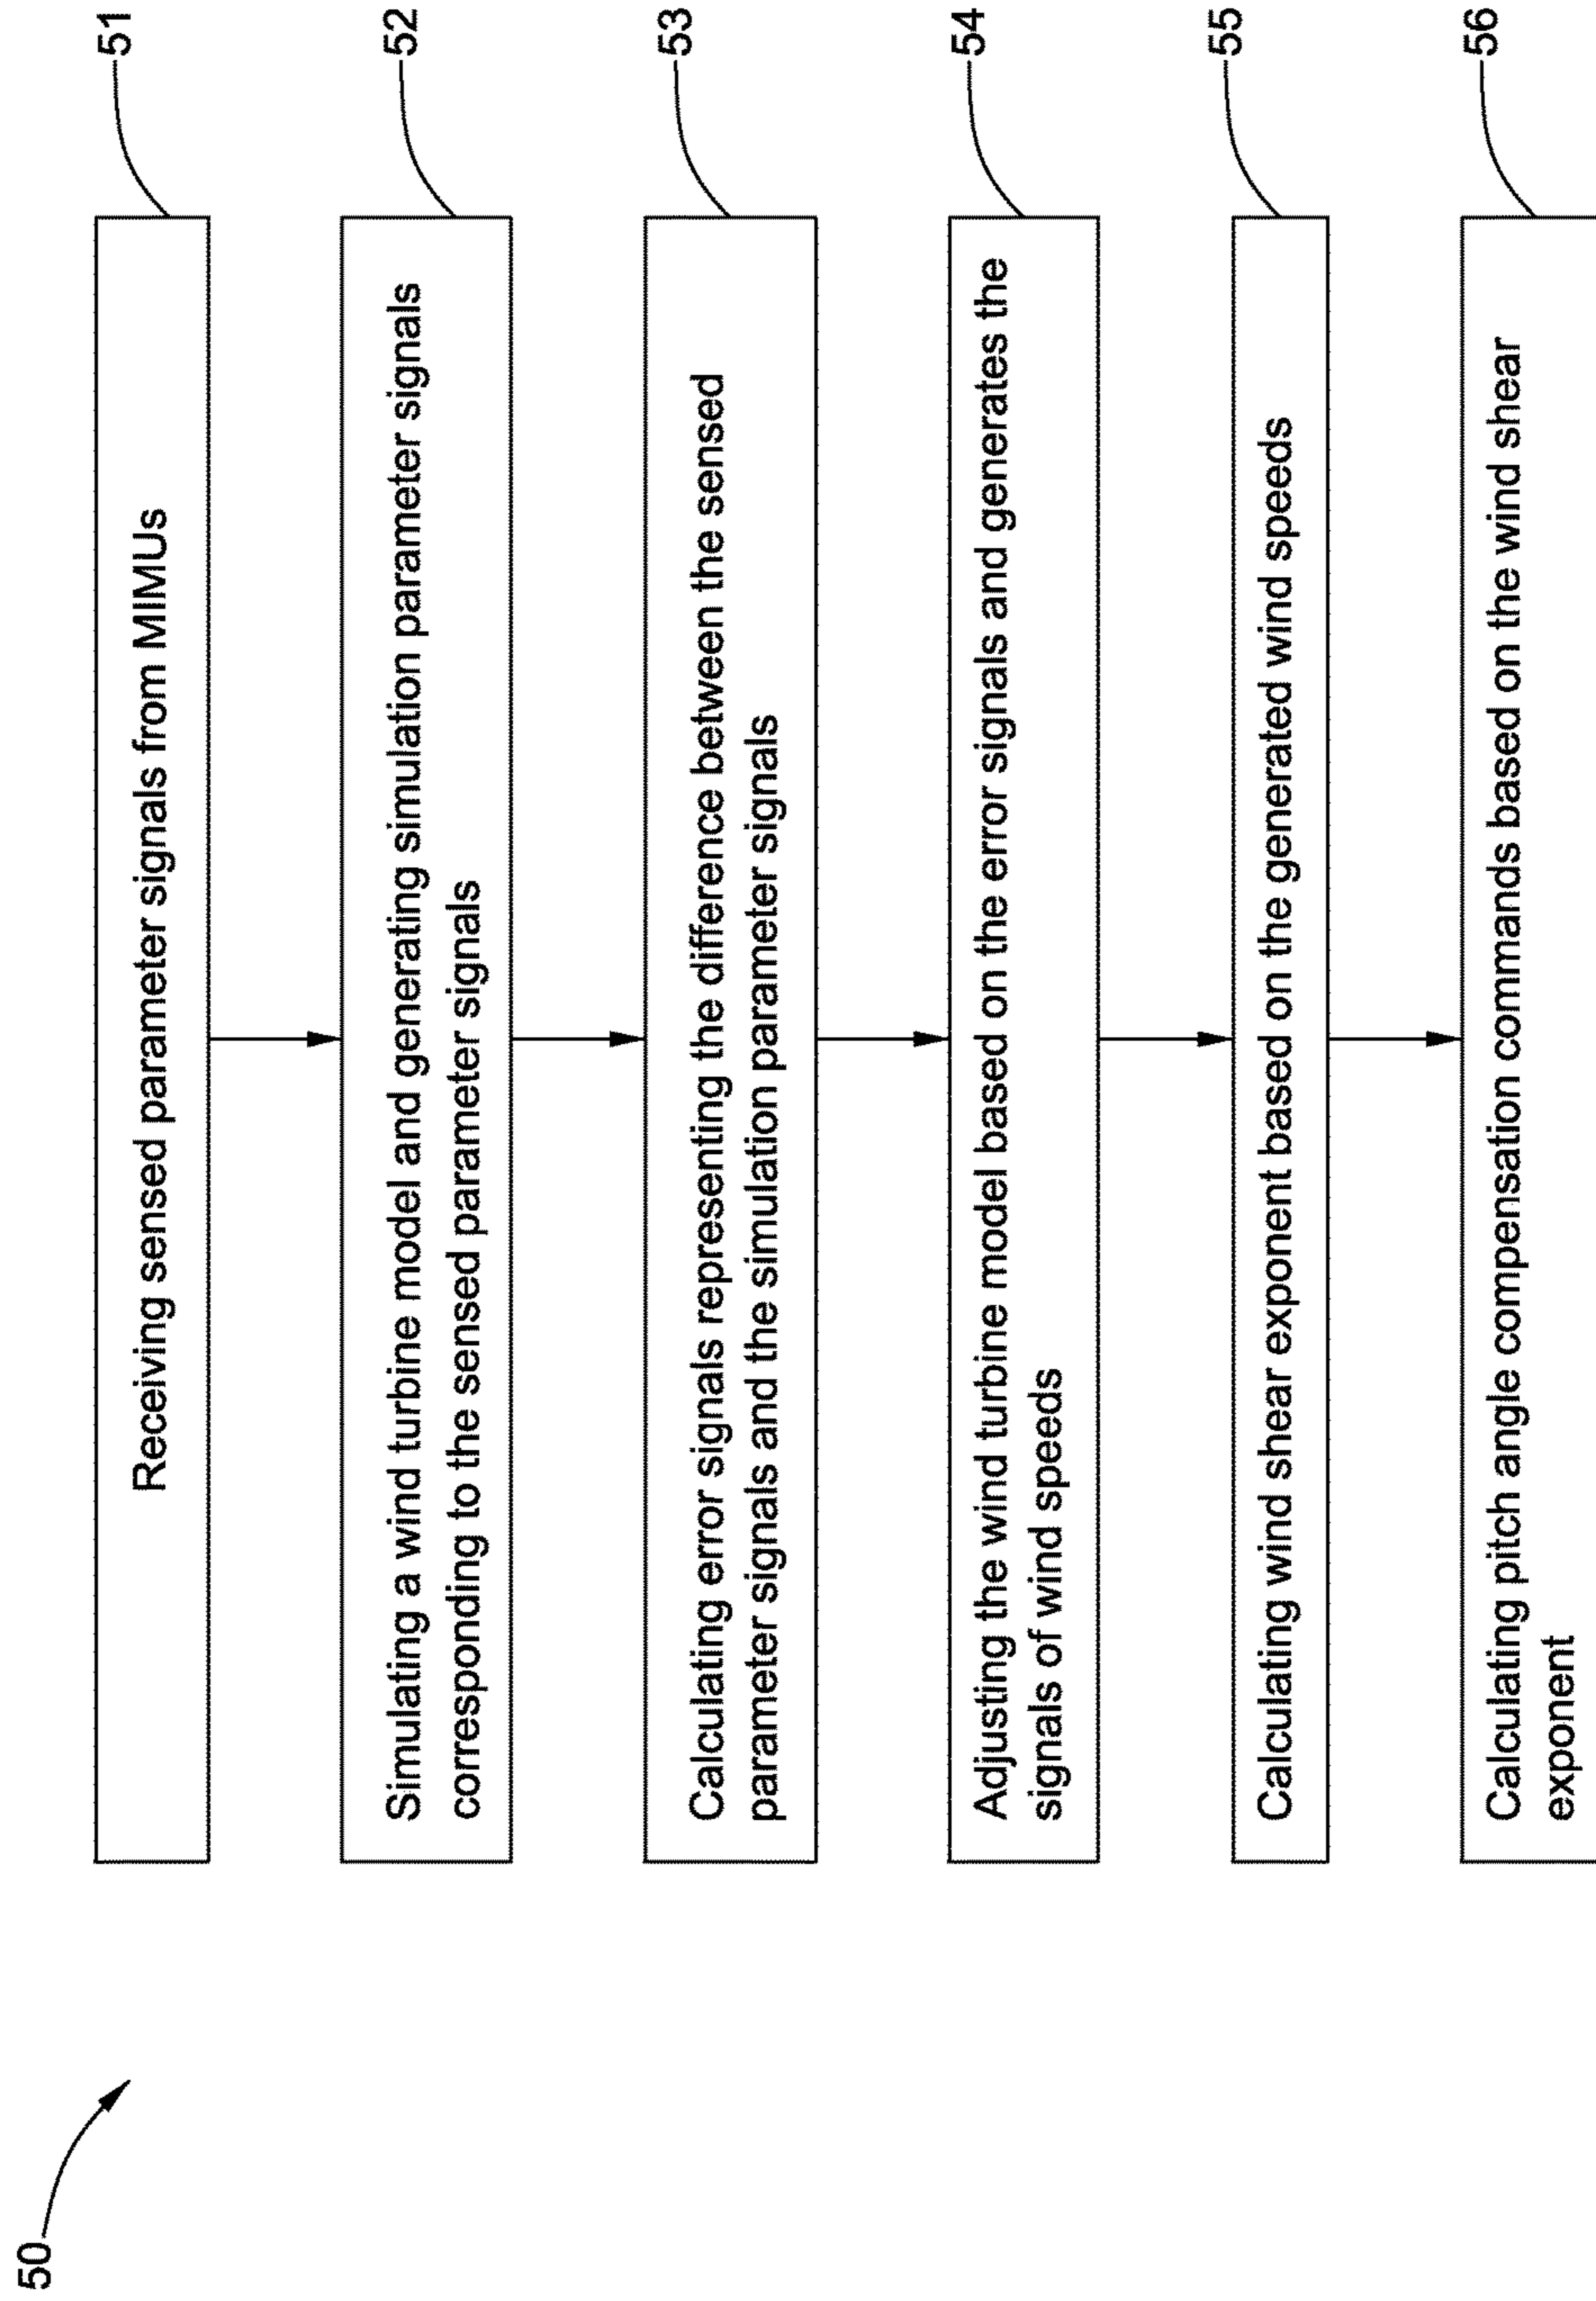 50
Receiving sensed parameter signals from MIMUs
51
Simulating a wind turbine model and generating simulation parameter signals
corresponding to the sensed parameter signals
52
Calculating error signals representing the difference between the sensed
parameter signals and the simulation parameter signals
53
Adjusting the wind turbine model based on the error signals and generates the
signals of wind speeds
54
Calculating wind shear exponent based on the generated wind speeds
55
Calculating pitch angle compensation commands based on the wind shear
exponent
56